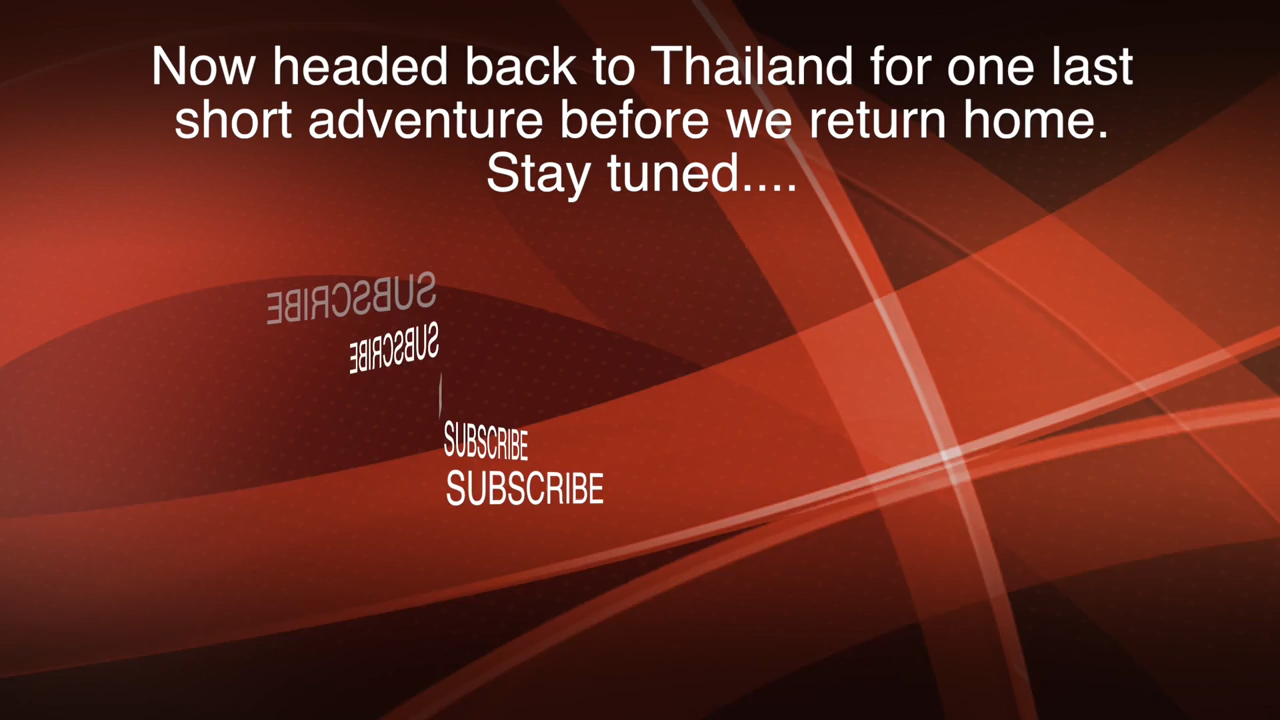 Now headed back to Thailand for one last
short adventure before we return home.
Stay tuned....
SUBSCRIBE
SUBSCRIBE
SUBSCRIBE
SUBSCRIBE